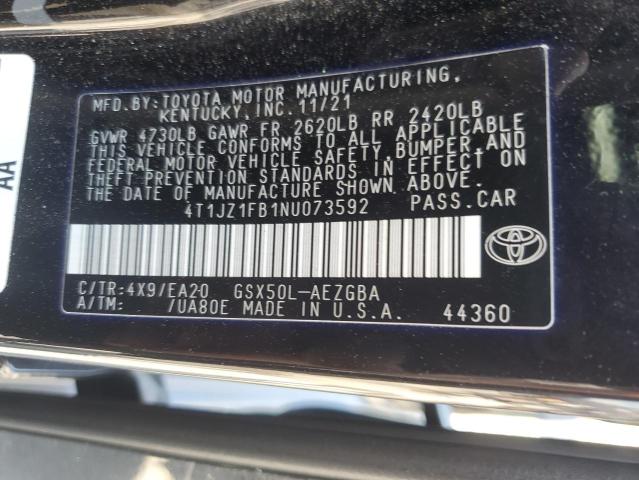 AA
MFD.BY:TOYOTA MOTOR MANUFACTURING,
KENTUCKY,INC.11/21
GVWR 4730LB GAWR FR 2620LB RR 2420LB
THIS VEHICLE CONFORMS TO ALL APPLICABLE
FEDERAL MOTOR VEHICLE SAFETY,BUMPER,AND
THEFT PREVENTION STANDARDS IN EFFECT ON
THE DATE OF MANUFACTURE SHOWN ABOVE.
4T1JZ1FB1NU073592 PASS.CAR
C/TR:4X9/EA20 GSX50L-AEZGBA
A/TM: /UA80E MADE IN U.S.A. 44360